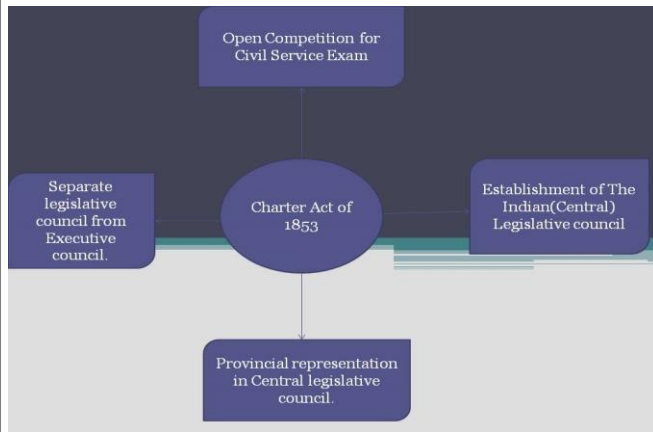 Open Competition for
Civil Service Exam
Separate
legislative
council from
Executive
council.
Charter Act of
1853
Establishment of The
Indian(Central)
Legislative council
Provincial representation
in Central legislative
council.